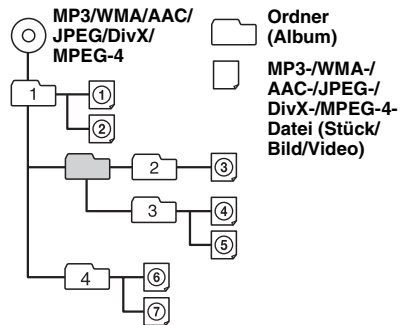 MP3/WMA/AAC/
JPEG/DivX/
MPEG-4
Ordner
(Album)
MP3-/WMA-/
AAC-/JPEG-/
DivX-/MPEG-4-
Datei (Stück/
Bild/Video)
1
①
②
2
③
3
④
⑤
4
⑥
⑦